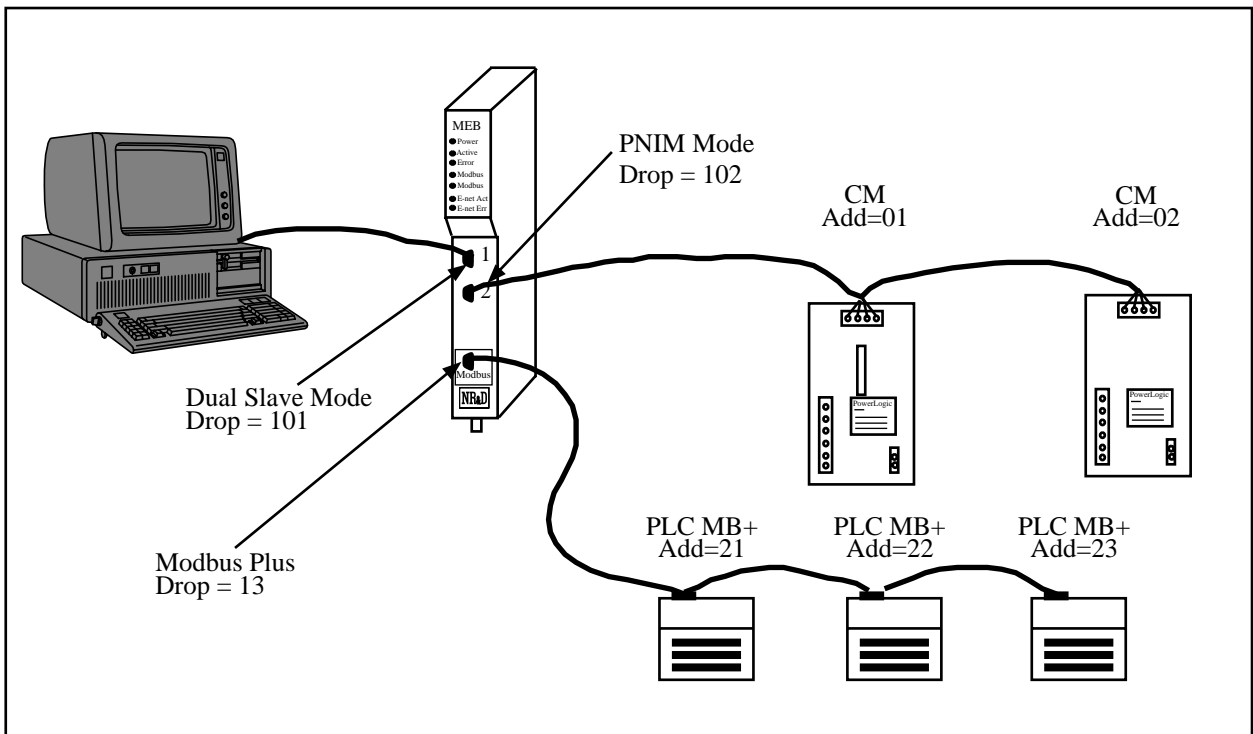 MEB
Power
Active
Error
Modbus
Modbus
E-net Act
E-net Err
1
2
Modbus
NR&D
PNIM Mode
Drop = 102
CM
Add=01
CM
Add=02
PowerLogic
PowerLogic
Dual Slave Mode
Drop = 101
Modbus Plus
Drop = 13
PLC MB+
Add=21
PLC MB+
Add=22
PLC MB+
Add=23